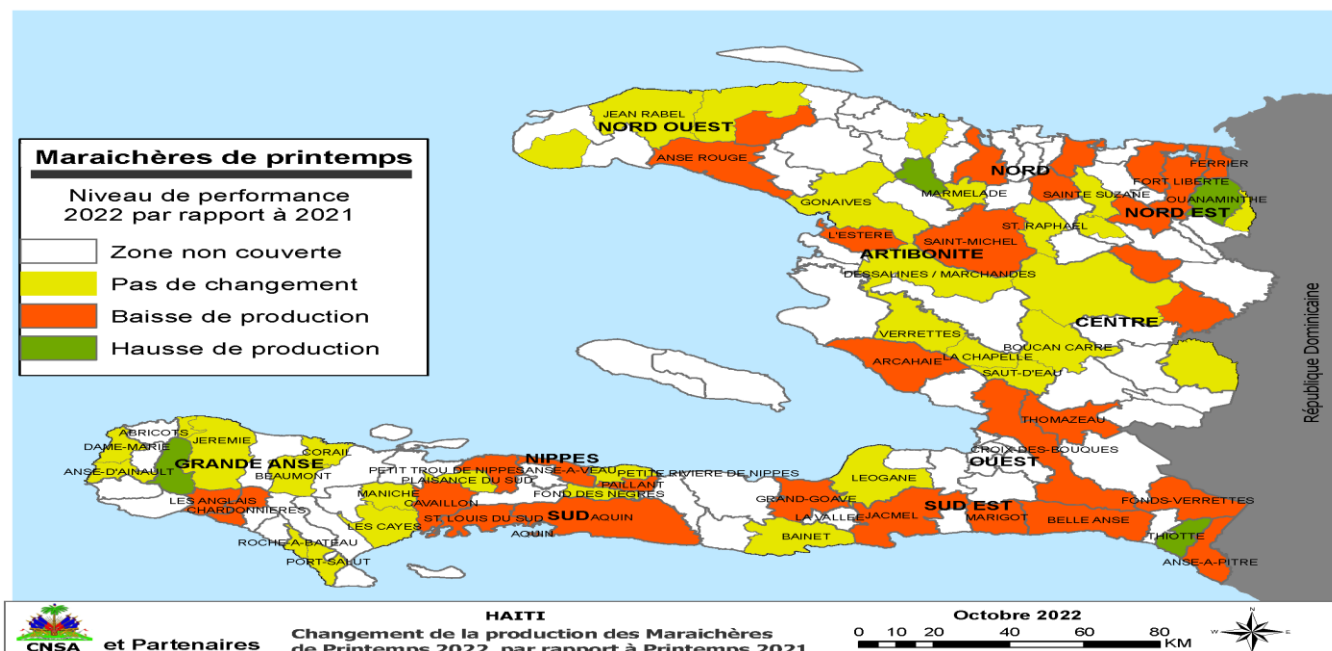 Maraichères de printemps
Niveau de performance
2022 par rapport à 2021
Zone non couverte
Pas de changement
Baisse de production
Hausse de production
JEAN RABEL
NORD OUEST
ANSE ROUGE
GONAIVES
MARMELADE
NORD
SAINTE SUZANE
FERRIER
FORT LIBERTE
OUANAMINTHE
NORD EST
ST. RAPHAEL
L'ESTERE
SAINT-MICHEL
ARTIBONITE
DESSALINES / MARCHANDES
CENTRE
VERRETTES
BOUCAN CARRE
ARCAHAIE
LA CHAPELLE
SAUT-D'EAU
THOMAZEAU
CROIX-DES-BOUQUES
OUEST
République Dominicaine
ABRICOTS
DAME-MARIE
JEREMIE
CORAIL
ANSE-D'AINAULT
GRANDE ANSE
BEAUMONT
NIPPES
PETIT TROU DE NIPPES
ANSE-A-VEAU
PETITE RIVIERE DE NIPPES
PLAISANCE DU SUD
PAILLANT
FOND DES NEGRES
LES ANGLAIS
CHARDONNIERES
MANICHE
CAVAILLON
LES CAYES
ST. LOUIS DU SUD
SUD
AQUIN
AQUIN
ROCHE-A-BATEAU
PORT-SALUT
LEOGANE
GRAND-GOAVE
LA VALLEE
JACMEL
SUD EST
MARIGOT
BELLE ANSE
FONDS-VERRETTES
BAINET
THIOTTE
ANSE-A-PITRE
CNSA
et Partenaires
HAITI
Changement de la production des Maraichères
de Printemps 2022 par rapport à Printemps 2021
Octobre 2022
0 10 20 40 60 80
KM
N
W
E
S